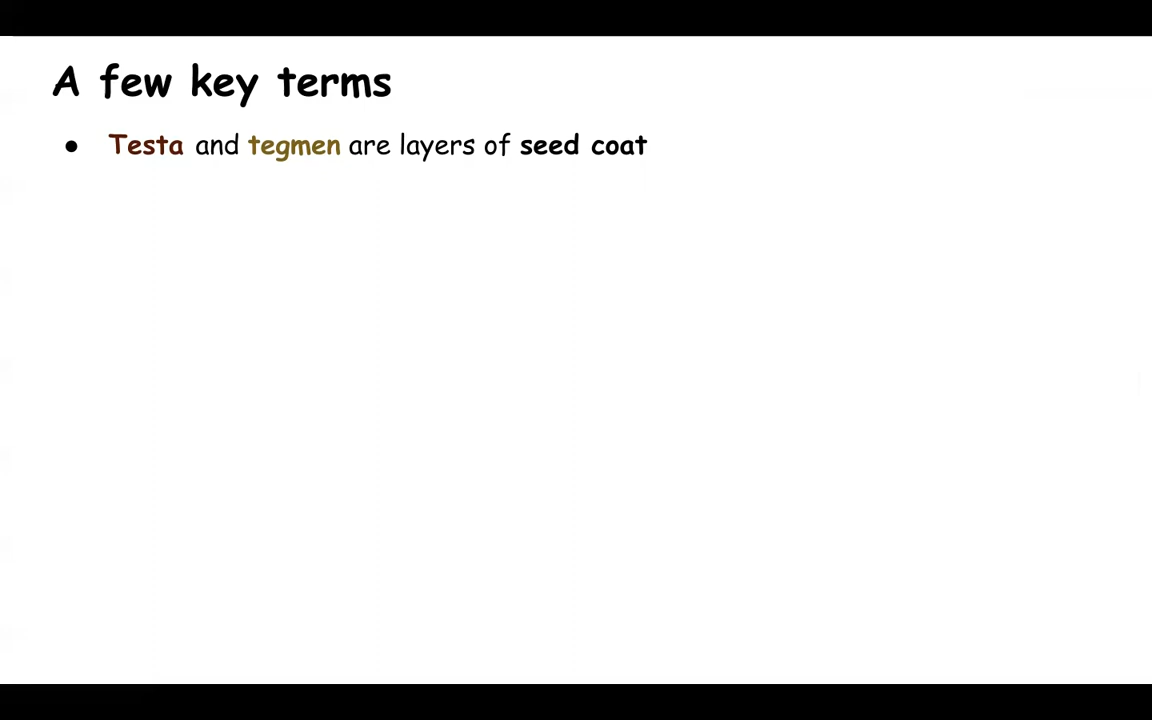 A few key terms
● Testa and tegmen are layers of seed coat